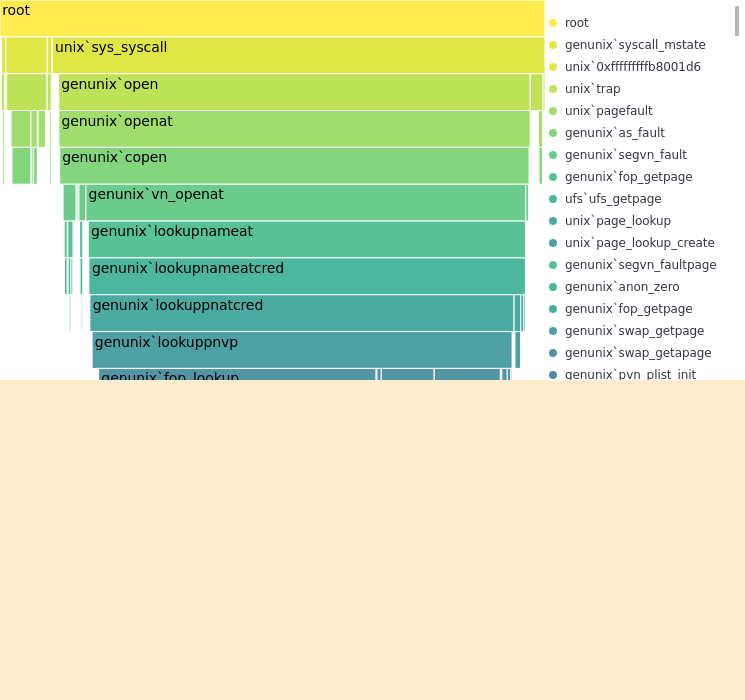 root
unix`sys_syscall
genunix`open
genunix`openat
genunix`copen
genunix`vn_openat
genunix`lookupnameat
genunix`lookupnameatcred
genunix`lookuppnatcred
genunix`lookuppnvp
genunix`fop_lookup
root
genunix`syscall_mstate
unix`0xfffffffffb8001d6
unix`trap
unix`pagefault
genunix`as_fault
genunix`segvn_fault
genunix`fop_getpage
ufs`ufs_getpage
unix`page_lookup
unix`page_lookup_create
genunix`segvn_faultpage
genunix`anon_zero
genunix`fop_getpage
genunix`swap_getpage
genunix`swap_getapage
genunix`pvn_plist_init